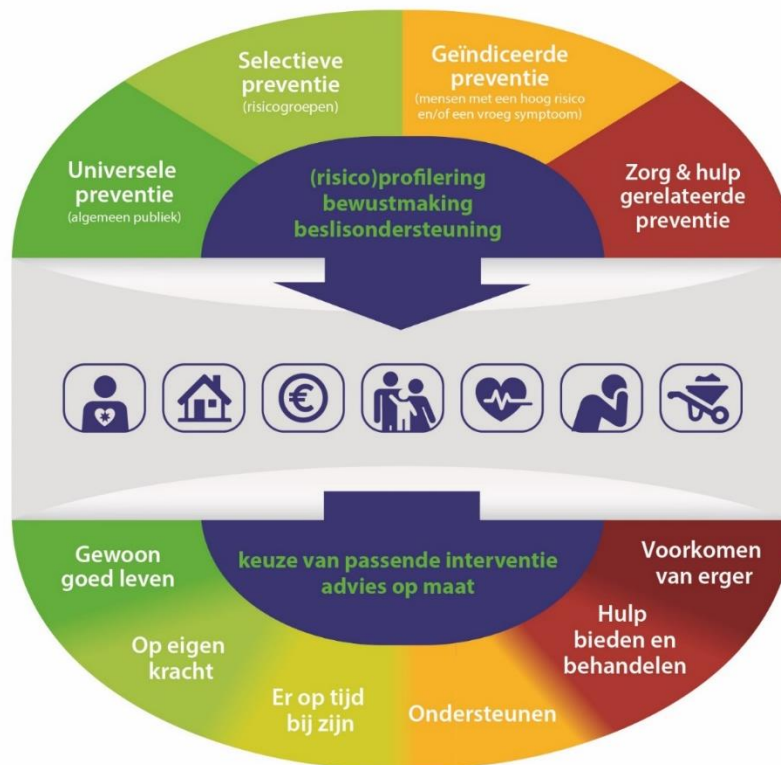 Selectieve
preventie
(risicogroepen)
Geïndiceerde
preventie
(mensen met een hoog risico
en/of een vroeg symptoom)
Universele
preventie
(algemeen publiek)
(risico)profilering
bewustmaking
beslisondersteuning
Zorg & hulp
gerelateerde
preventie
€
Gewoon
goed leven
keuze van passende interventie
advies op maat
Voorkomen
van erger
Op eigen
kracht
Hulp
bieden en
behandelen
Er op tijd
bij zijn
Ondersteunen